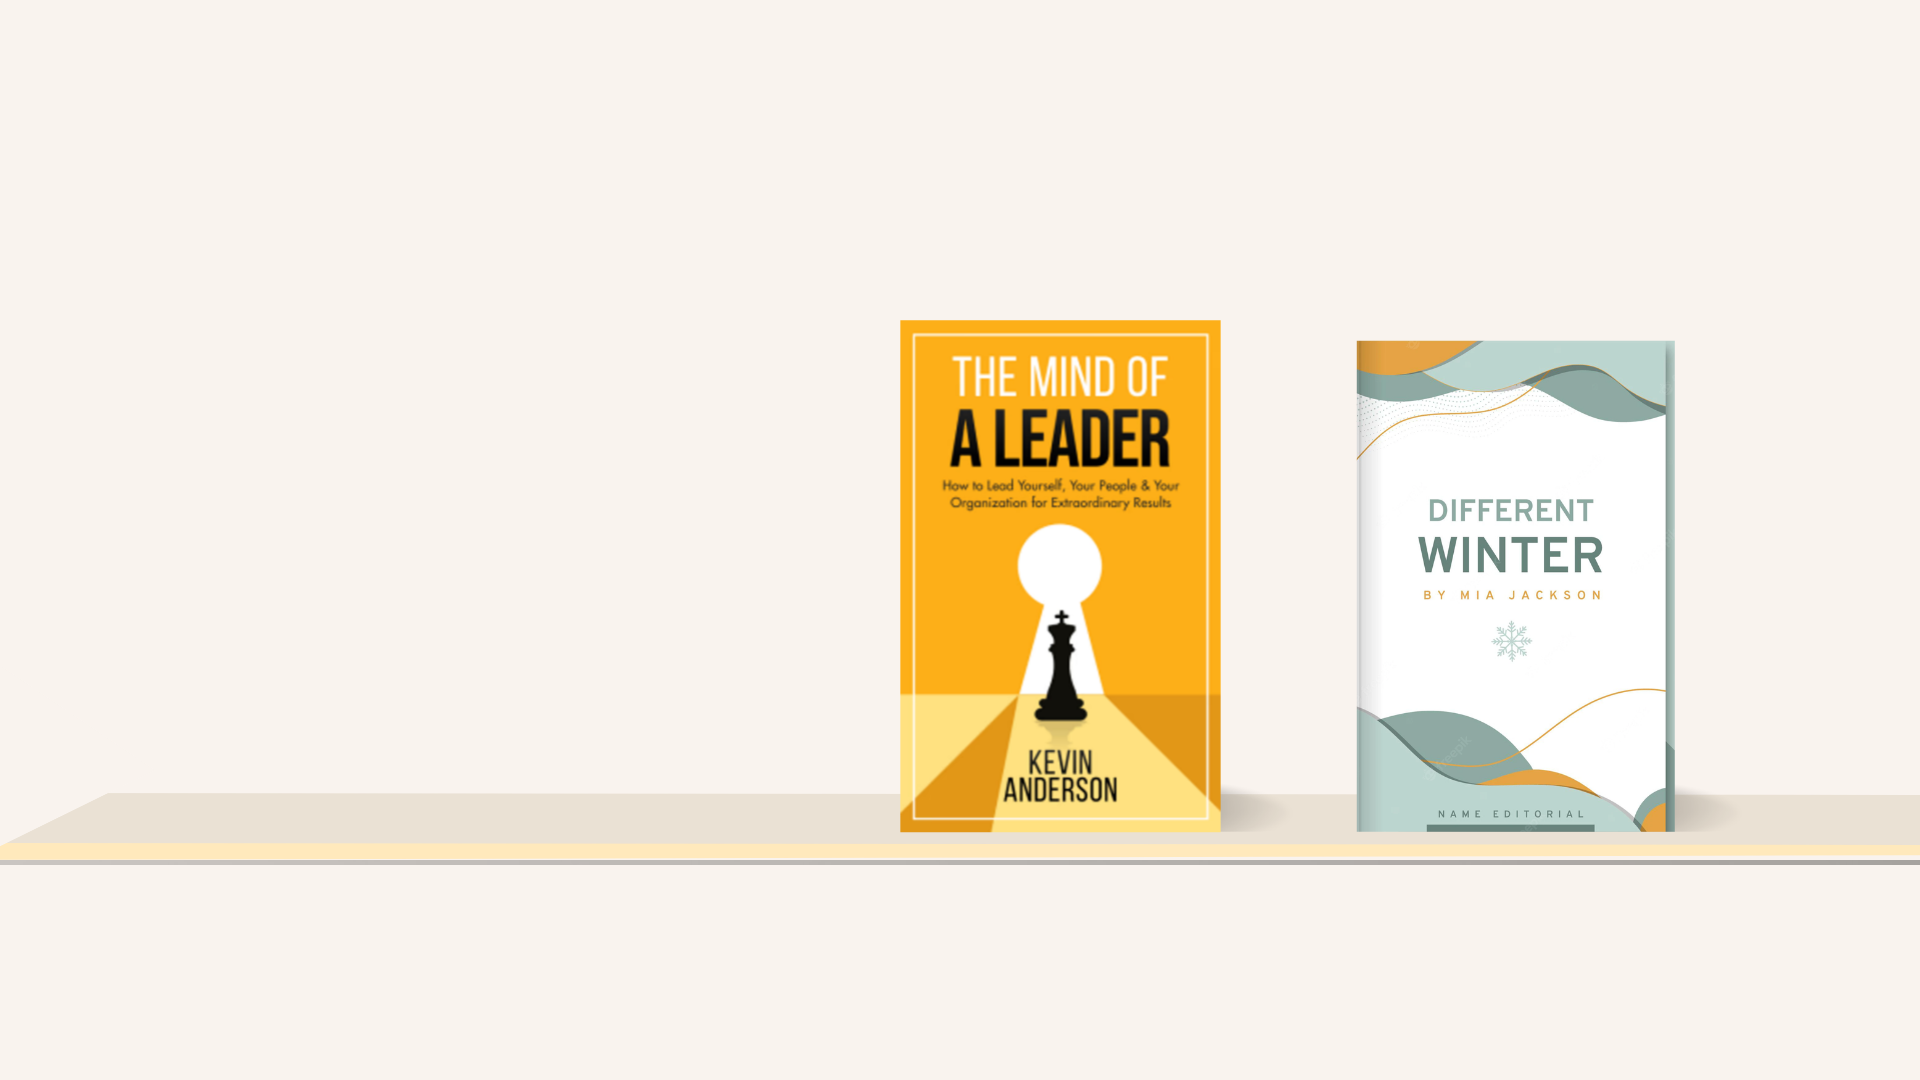 THE MIND OF
A LEADER
How to Lead Yourself, Your People & Your
Organization for Extraordinary Results
KEVIN
ANDERSON
DIFFERENT
WINTER
BY MIA JACKSON
NAME EDITORIAL